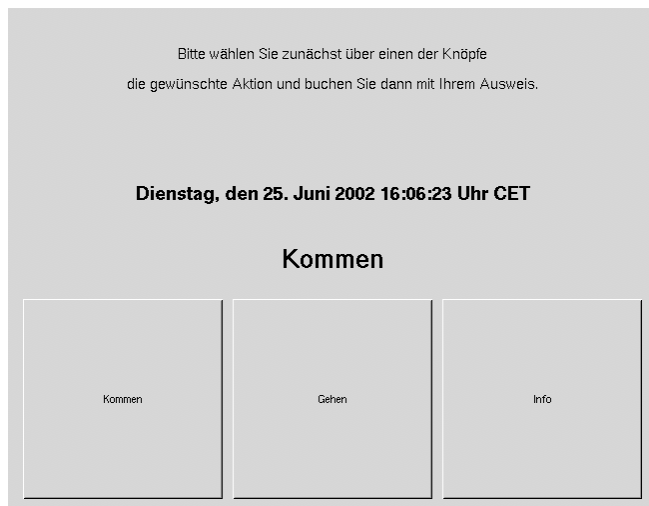 Bitte wählen Sie zunächst über einen der Knöpfe
die gewünschte Aktion und buchen Sie dann mit Ihrem Ausweis.
Dienstag, den 25. Juni 2002 16:06:23 Uhr CET
Kommen
Kommen
Gehen
Info